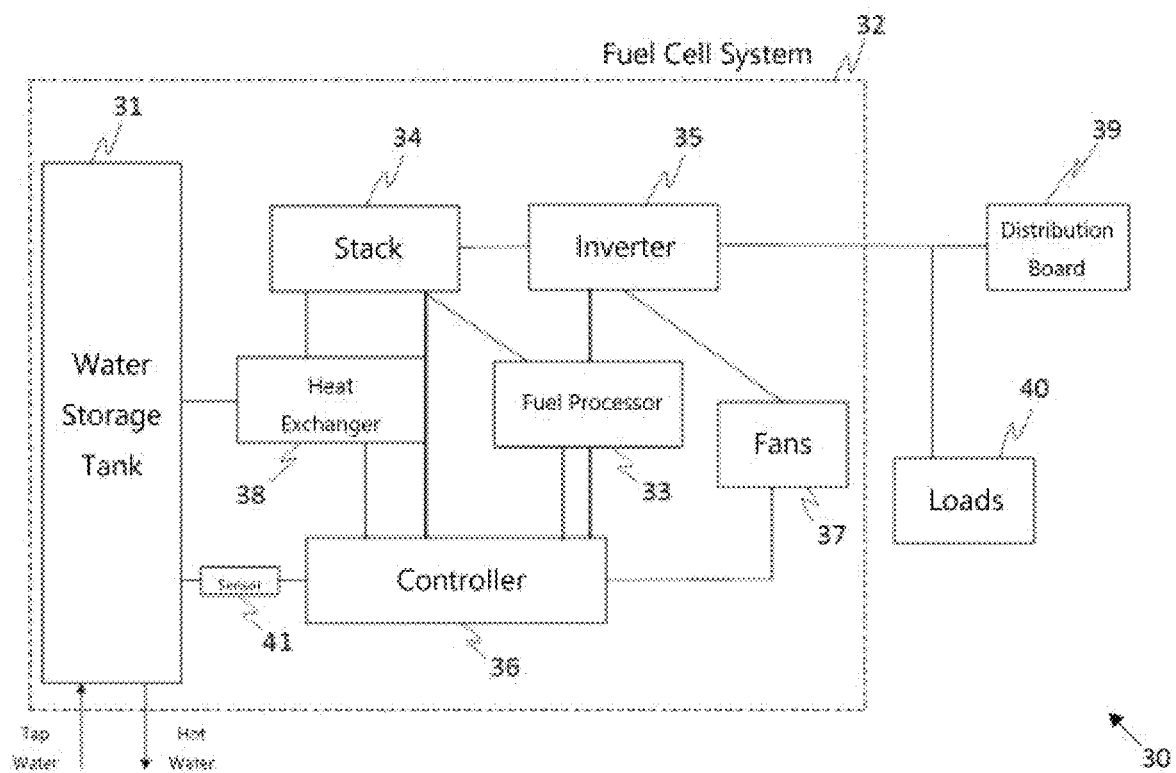 32
Fuel Cell System
31
34
35
39
Stack
Inverter
Distribution
Board
Water
Storage
Tank
Heat
Exchanger
Fuel Processor
Fans
40
38
33
37
Loads
Sensor
Controller
41
36
Tap
Water
Hot
Water
30